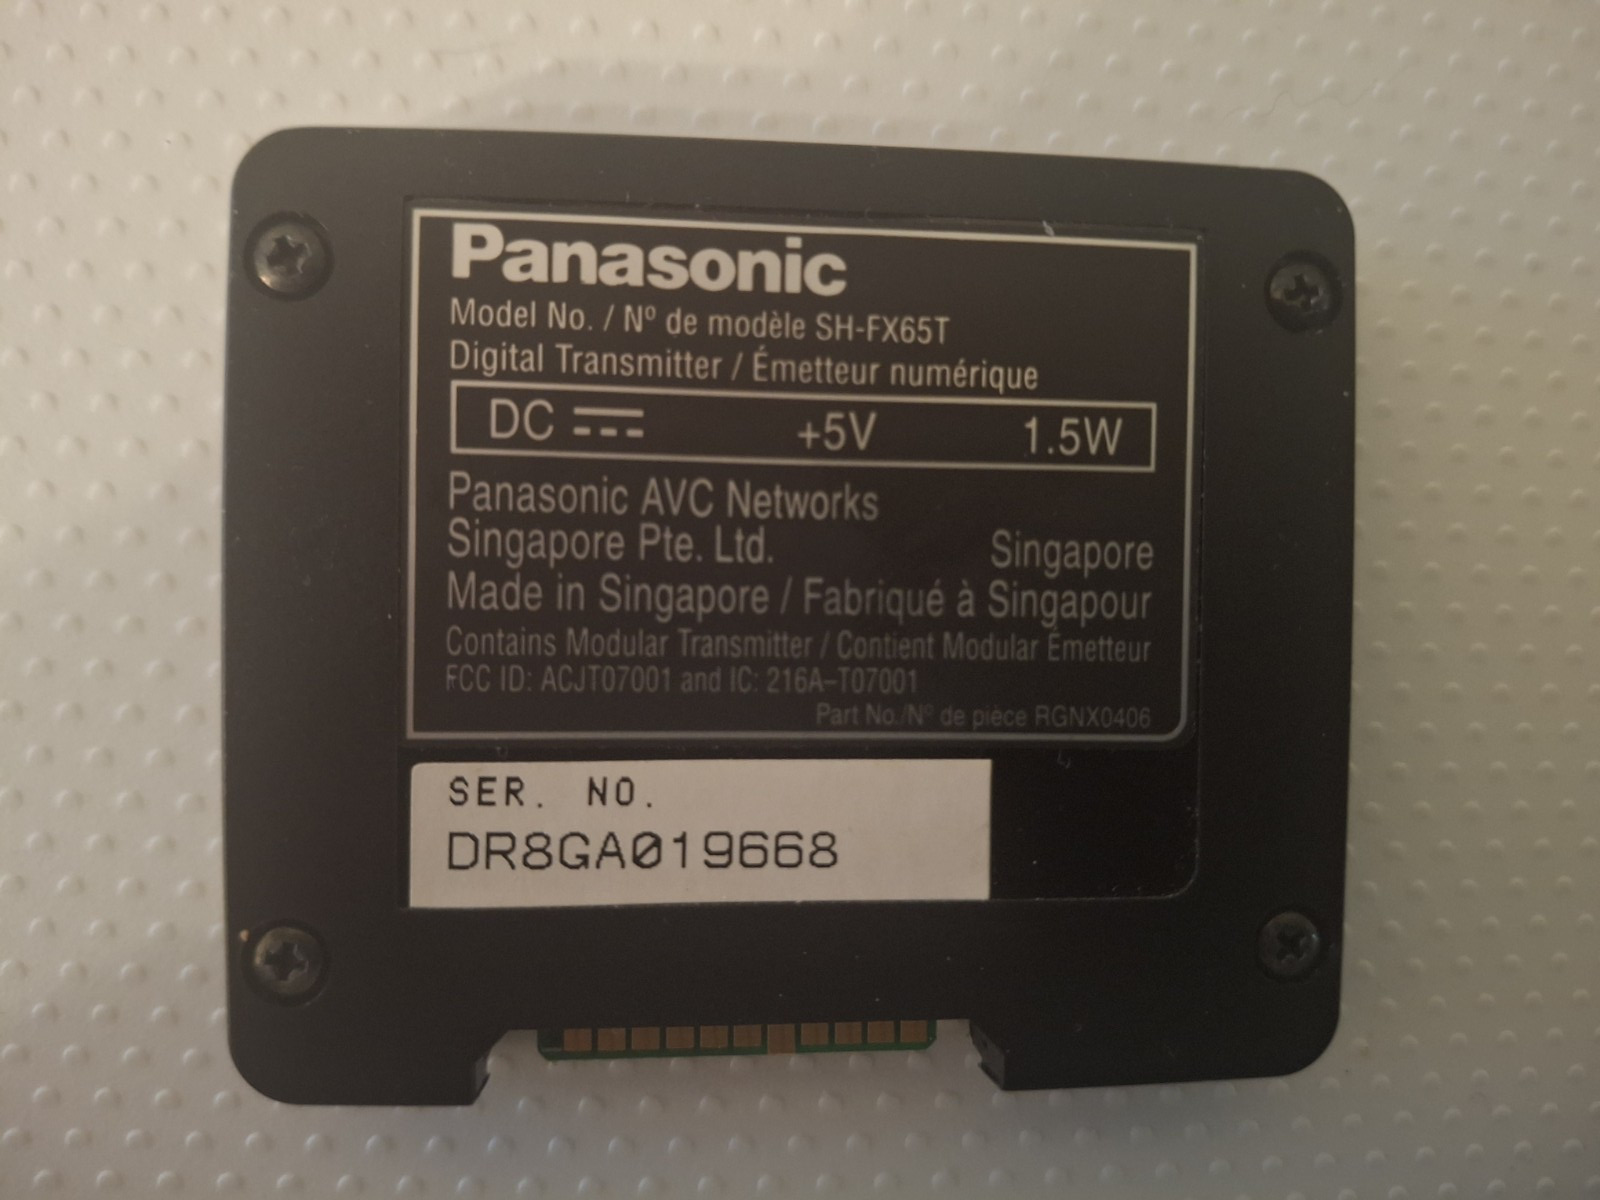 Panasonic
Model No. / Nº de modèle SH-FX65T
Digital Transmitter / Émetteur numérique
DC +5V 1.5W
Panasonic AVC Networks
Singapore Pte. Ltd. Singapore
Made in Singapore / Fabriqué à Singapour
Contains Modular Transmitter / Contient Modular Émetteur
FCC ID: ACJT07001 and IC: 216A-T07001
Part No./Nº de pièce RGNX0406
SER. NO.
DR8GA019668